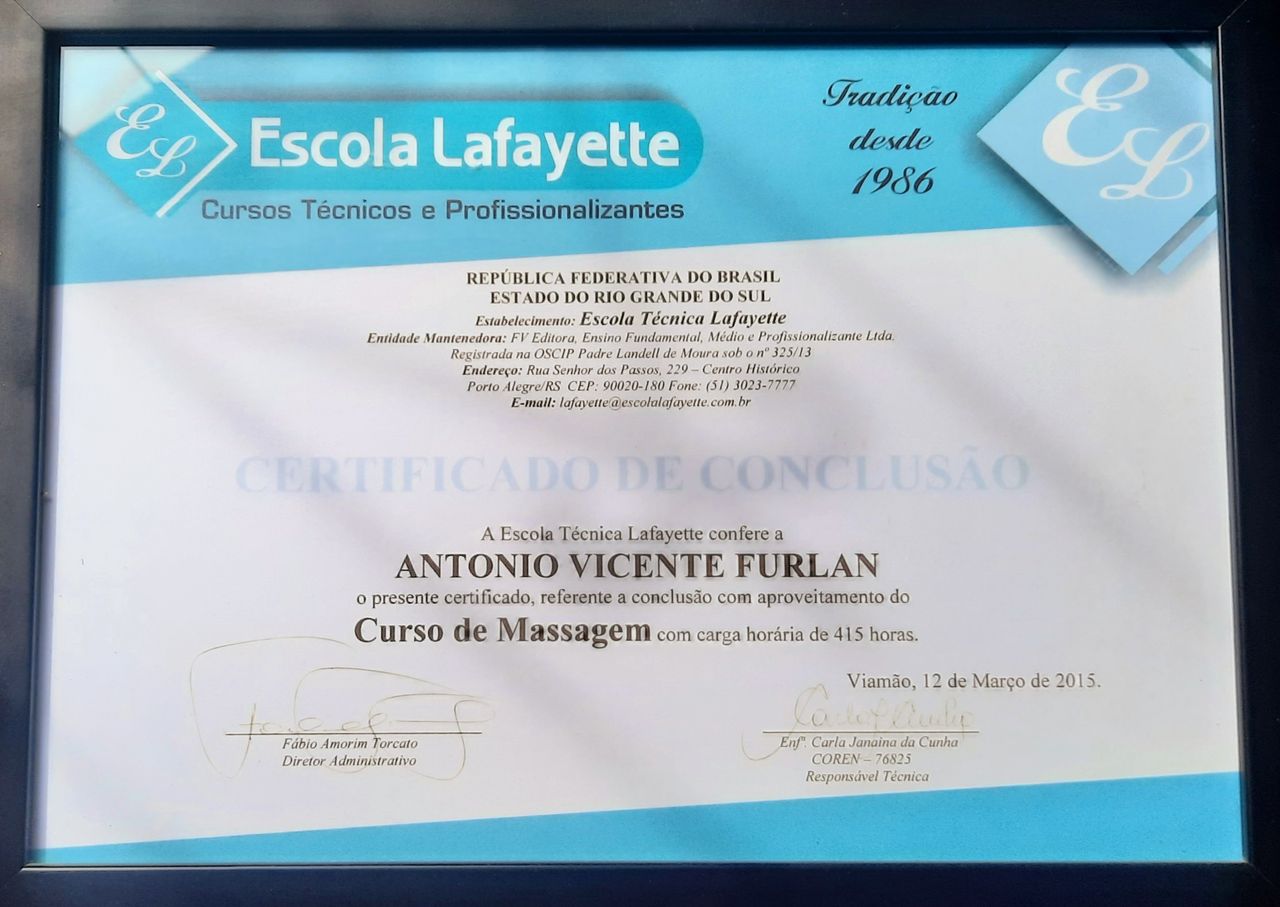 EL
Escola Lafayette
Cursos Técnicos e Profissionalizantes
Tradição
desde
1986
EL
REPÚBLICA FEDERATIVA DO BRASIL
ESTADO DO RIO GRANDE DO SUL
Estabelecimento: Escola Técnica Lafayette
Entidade Mantenedora: FV Editora, Ensino Fundamental, Médio e Profissionalizante Ltda.
Registrada na OSCIP Padre Landell de Moura sob o nº 325/13
Endereço: Rua Senhor dos Passos, 229 – Centro Histórico
Porto Alegre/RS CEP: 90020-180 Fone: (51) 3023-7777
E-mail: lafayette@escolalafayette.com.br
CERTIFICADO DE CONCLUSÃO
A Escola Técnica Lafayette confere a
ANTONIO VICENTE FURLAN
o presente certificado, referente a conclusão com aproveitamento do
Curso de Massagem com carga horária de 415 horas.
Viamão, 12 de Março de 2015.
Fábio Amorim Torcato
Diretor Administrativo
Enfª. Carla Janaina da Cunha
COREN – 76825
Responsável Técnica